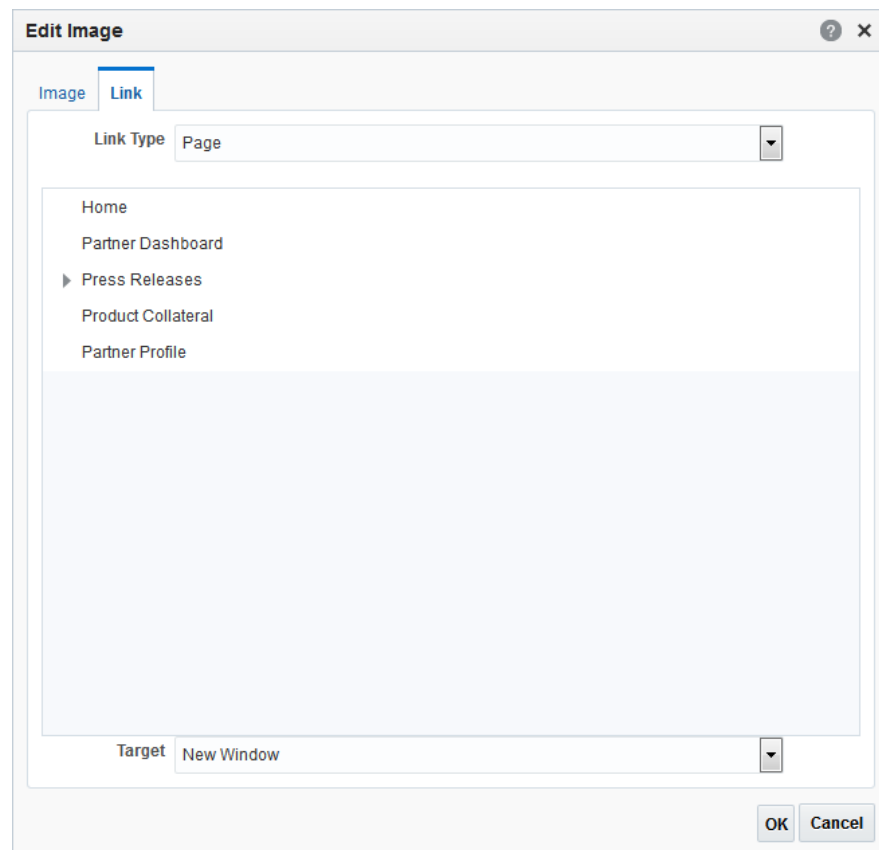 Edit Image
Image Link
Link Type Page
Home
Partner Dashboard
Press Releases
Product Collateral
Partner Profile
Target New Window
OK Cancel